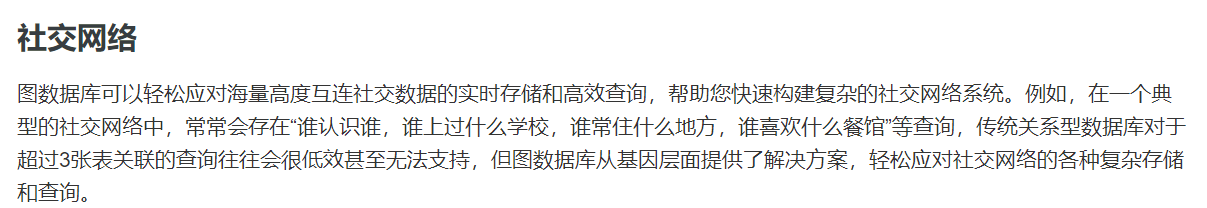 社交网络
图数据库可以轻松应对海量高度互连社交数据的实时存储和高效查询，帮助您快速构建复杂的社交网络系统。例如，在一个典
型的社交网络中，常常会存在“谁认识谁，谁上过什么学校，谁常住什么地方，谁喜欢什么餐馆”等查询，传统关系型数据库对于
超过3张表关联的查询往往会很低效甚至无法支持，但图数据库从基因层面提供了解决方案，轻松应对社交网络的各种复杂存储
和查询。